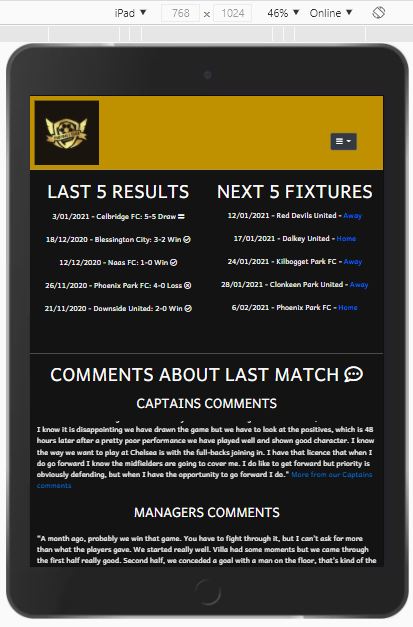 iPad 768 x 1024 46% Online
LAST 5 RESULTS
3/01/2021 - Celbridge FC: 5-5 Draw
18/12/2020 - Blessington City: 3-2 Win
12/12/2020 - Naas FC: 1-0 Win
26/11/2020 - Phoenix Park FC: 4-0 Loss
21/11/2020 - Downside United: 2-0 Win
NEXT 5 FIXTURES
12/01/2021 - Red Devils United - Away
17/01/2021 - Dalkey United - Home
24/01/2021 - Kilbogget Park FC - Away
28/01/2021 - Clonkeen Park United - Away
6/02/2021 - Phoenix Park FC - Home
COMMENTS ABOUT LAST MATCH
CAPTAINS COMMENTS
I know it is disappointing we have drawn the game but we have to look at the positives, which is 48
hours later after a pretty poor performance we have played well and shown good character. I know
the way we want to play at Chelsea is with the full-backs joining in. I have that licence that when I
do go forward I know the midfielders are going to cover me. I do like to get forward but priority is
obviously defending, but when I have the opportunity to go forward I do." More from our Captains
comments
MANAGERS COMMENTS
"A month ago, probably we win that game. You have to fight through it, but I can't ask for more
than what the players gave. We started really well. Villa had some moments but we came through
the first half really good. Second half, we conceded a goal with a man on the floor, that's kind of the